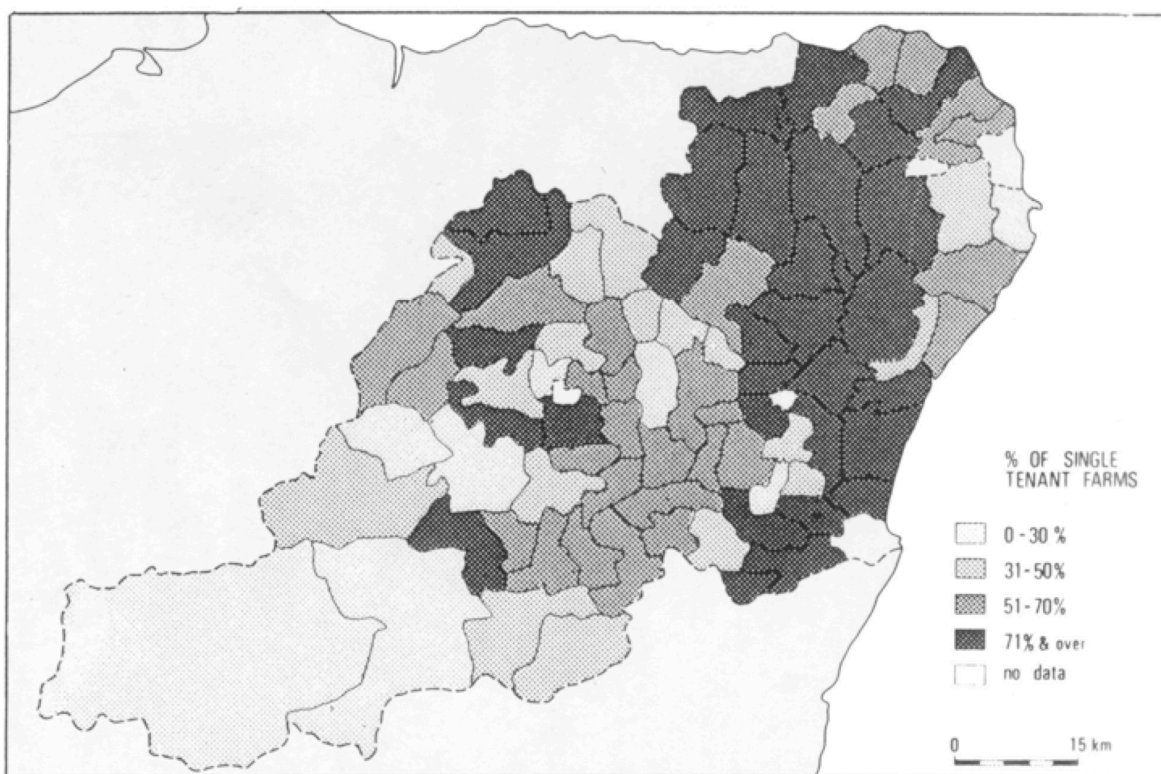 % OF SINGLE
TENANT FARMS
0-30%
31-50%
51-70%
71% & over
no data
0 15 km